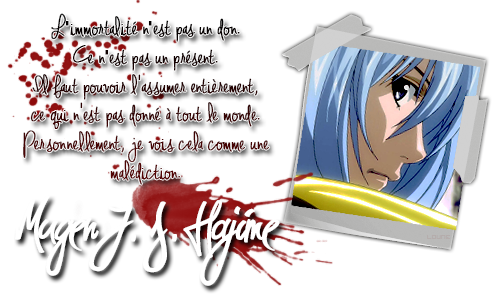 L'immortalité n'est pas un don.
Ce n'est pas un présent.
Il faut pouvoir l'assumer entièrement,
ce qui n'est pas donné à tout le monde.
Personnellement, je vois cela comme une
malédiction.
Mayen J. S. Hajime